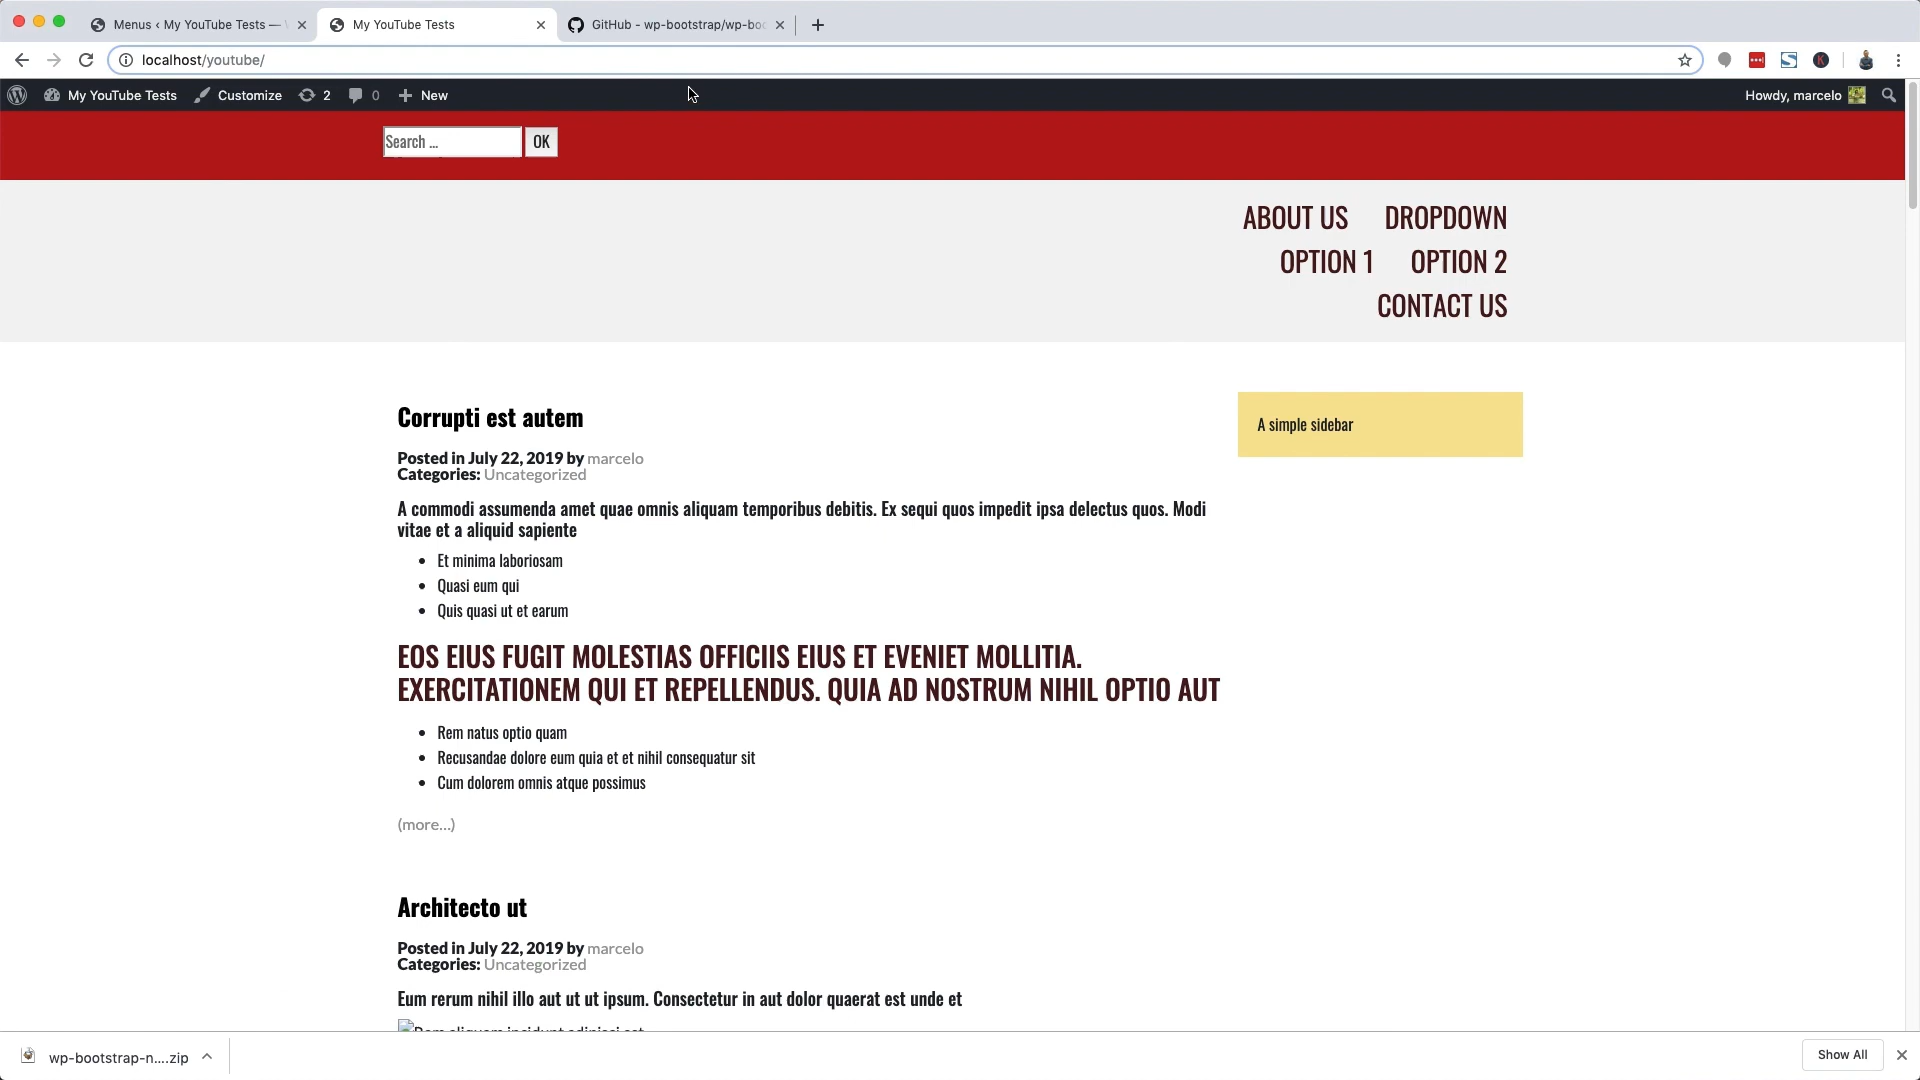 Menus ‹ My YouTube Tests —
My YouTube Tests
GitHub - wp-bootstrap/wp-boo
localhost/youtube/
My YouTube Tests
Customize
2
0
New
Howdy, marcelo
Search ...
OK
ABOUT US
DROPDOWN
OPTION 1
OPTION 2
CONTACT US
Corrupti est autem
A simple sidebar
Posted in July 22, 2019 by marcelo
Categories: Uncategorized
A commodi assumenda amet quae omnis aliquam temporibus debitis. Ex sequi quos impedit ipsa delectus quos. Modi
vitae et a aliquid sapiente
• Et minima laboriosam
• Quasi eum qui
• Quis quasi ut et earum
EOS EIUS FUGIT MOLESTIAS OFFICIIS EIUS ET EVENIET MOLLITIA.
EXERCITATIONEM QUI ET REPELLENDUS. QUIA AD NOSTRUM NIHIL OPTIO AUT
• Rem natus optio quam
• Recusandae dolore eum quia et et nihil consequatur sit
• Cum dolorem omnis atque possimus
(more...)
Architecto ut
Posted in July 22, 2019 by marcelo
Categories: Uncategorized
Eum rerum nihil illo aut ut ut ipsum. Consectetur in aut dolor quaerat est unde et
wp-bootstrap-n....zip
Show All